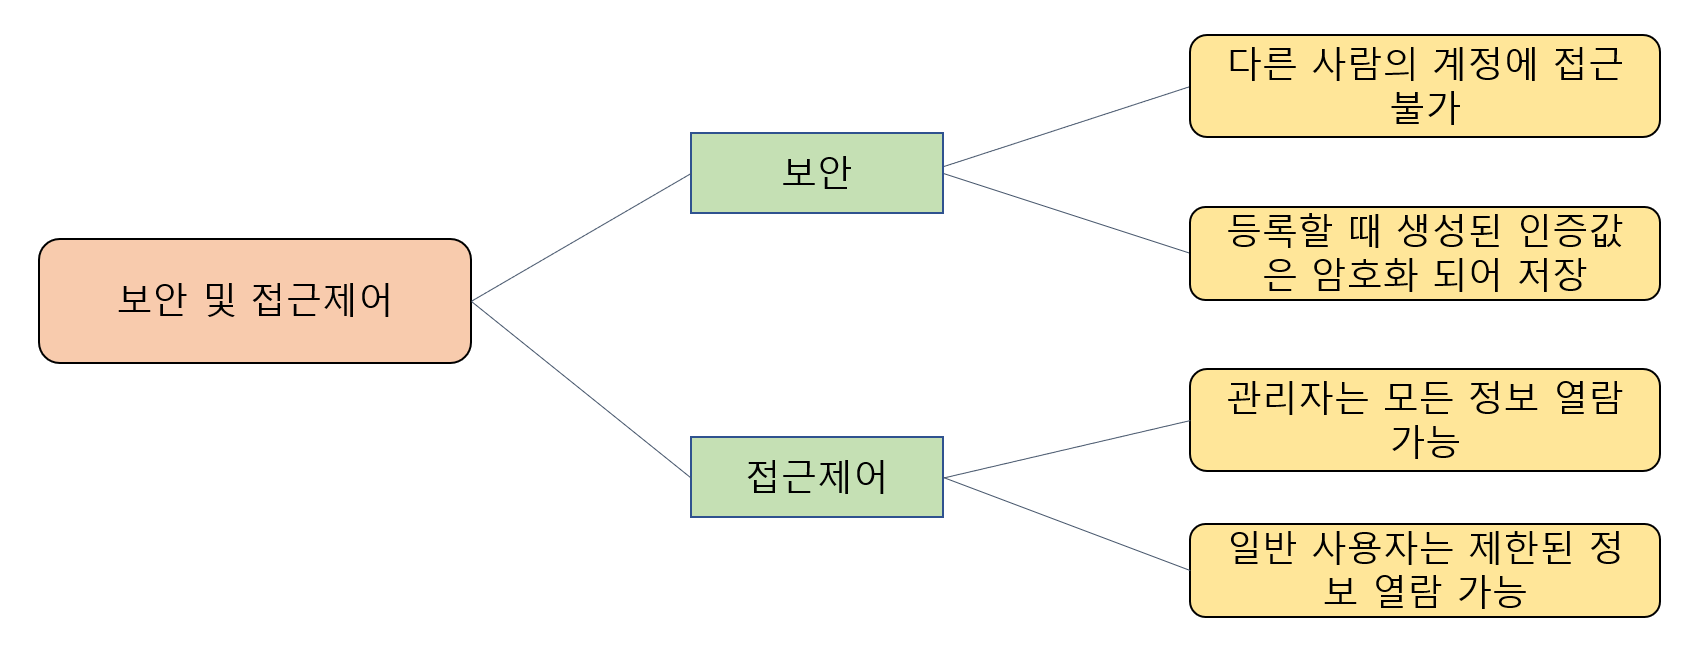 보안 및 접근제어
보안
접근제어
다른 사람의 계정에 접근
불가
등록할 때 생성된 인증값
은 암호화 되어 저장
관리자는 모든 정보 열람
가능
일반 사용자는 제한된 정
보 열람 가능